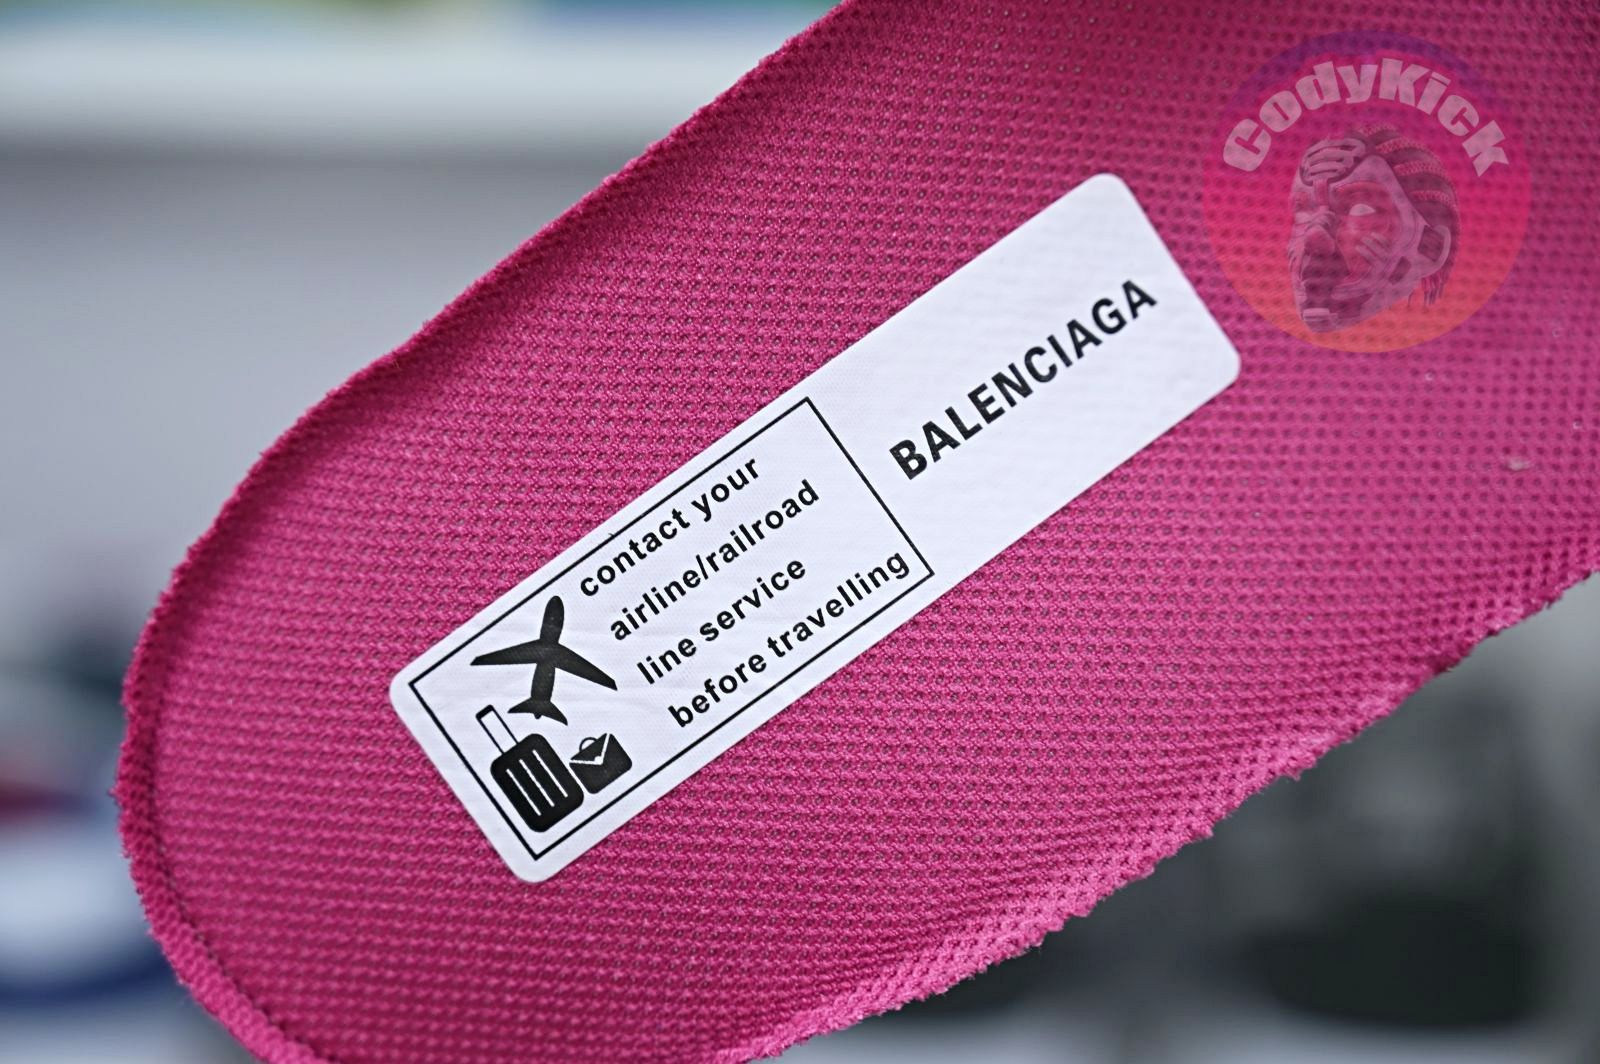 CodyKick
BALENCIAGA
contact your
airline/railroad
line service
before travelling